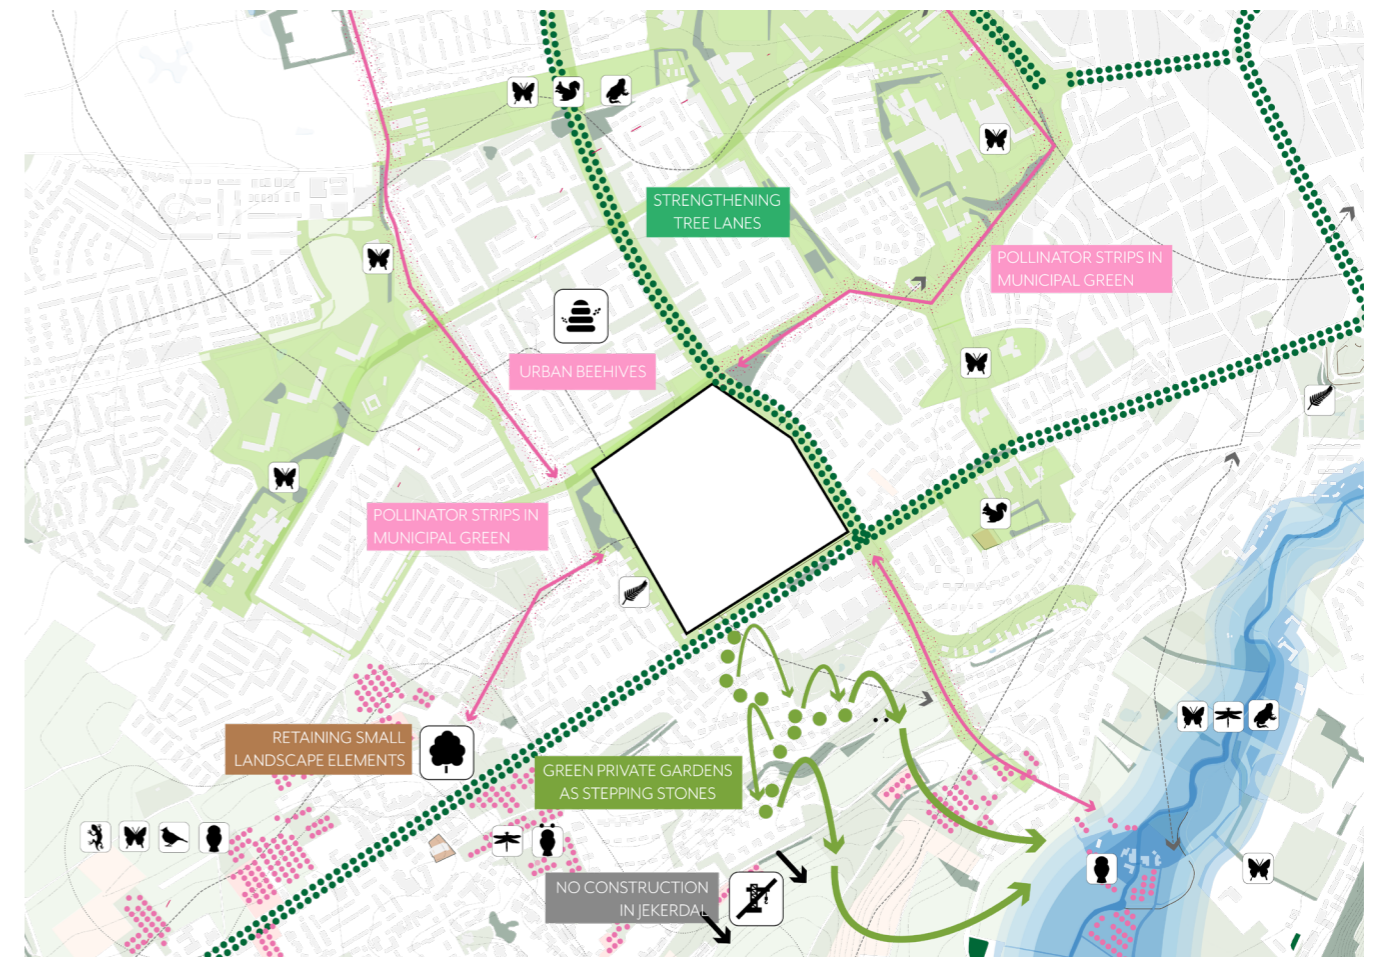 STRENGTHENING
TREE LANES
POLLINATOR STRIPS IN
MUNICIPAL GREEN
URBAN BEEHIVES
POLLINATOR STRIPS IN
MUNICIPAL GREEN
RETAINING SMALL
LANDSCAPE ELEMENTS
GREEN PRIVATE GARDENS
AS STEPPING STONES
NO CONSTRUCTION
IN JEKERDAL